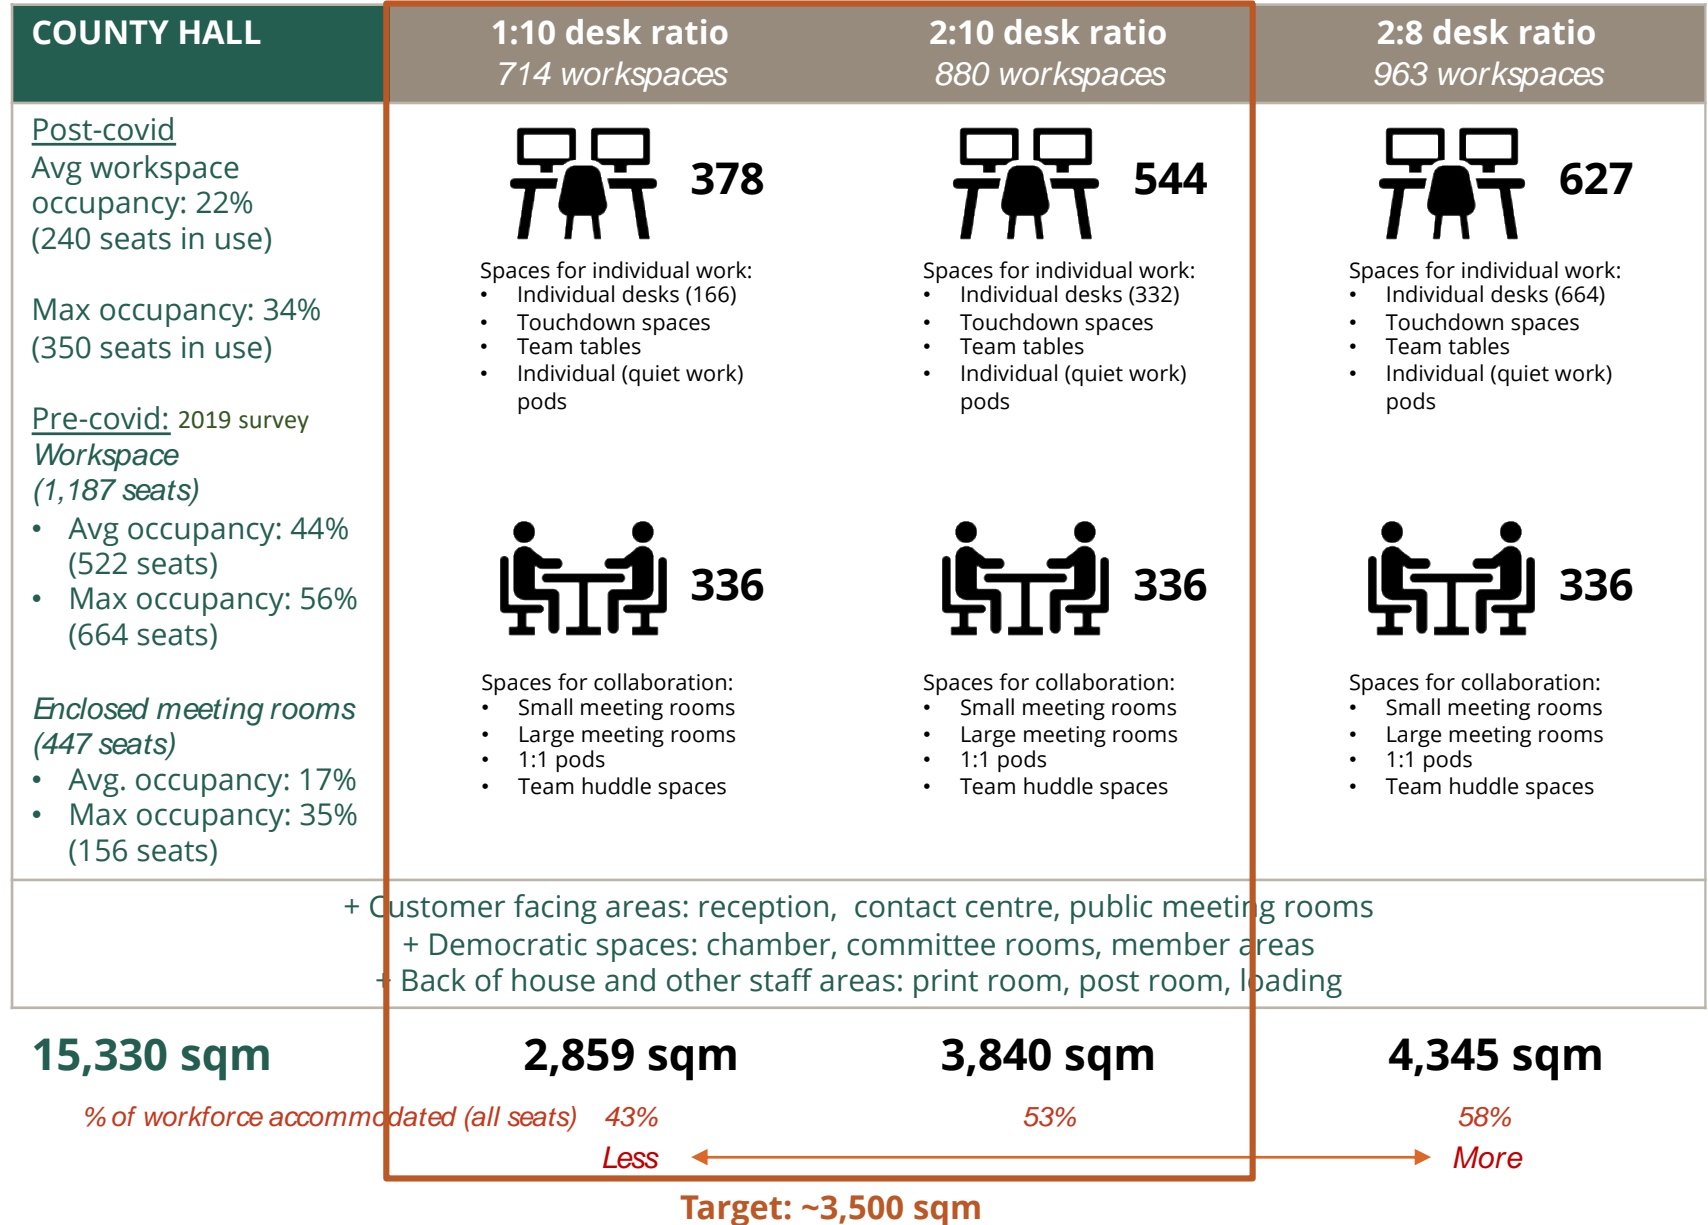 COUNTY HALL
1:10 desk ratio
714 workspaces
2:10 desk ratio
880 workspaces
2:8 desk ratio
963 workspaces
Post-covid
Avg workspace
occupancy: 22%
(240 seats in use)
Max occupancy: 34%
(350 seats in use)
Pre-covid: 2019 survey
Workspace
(1,187 seats)
• Avg occupancy: 44%
(522 seats)
• Max occupancy: 56%
(664 seats)
Enclosed meeting rooms
(447 seats)
• Avg. occupancy: 17%
• Max occupancy: 35%
(156 seats)
378
Spaces for individual work:
• Individual desks (166)
• Touchdown spaces
• Team tables
• Individual (quiet work)
pods
336
Spaces for collaboration:
• Small meeting rooms
• Large meeting rooms
• 1:1 pods
• Team huddle spaces
544
Spaces for individual work:
• Individual desks (332)
• Touchdown spaces
• Team tables
• Individual (quiet work)
pods
336
Spaces for collaboration:
• Small meeting rooms
• Large meeting rooms
• 1:1 pods
• Team huddle spaces
627
Spaces for individual work:
• Individual desks (664)
• Touchdown spaces
• Team tables
• Individual (quiet work)
pods
336
Spaces for collaboration:
• Small meeting rooms
• Large meeting rooms
• 1:1 pods
• Team huddle spaces
+ Customer facing areas: reception, contact centre, public meeting rooms
+ Democratic spaces: chamber, committee rooms, member areas
+ Back of house and other staff areas: print room, post room, loading
15,330 sqm
2,859 sqm
3,840 sqm
4,345 sqm
% of workforce accommodated (all seats) 43%
53%
58%
Less
More
Target: ~3,500 sqm